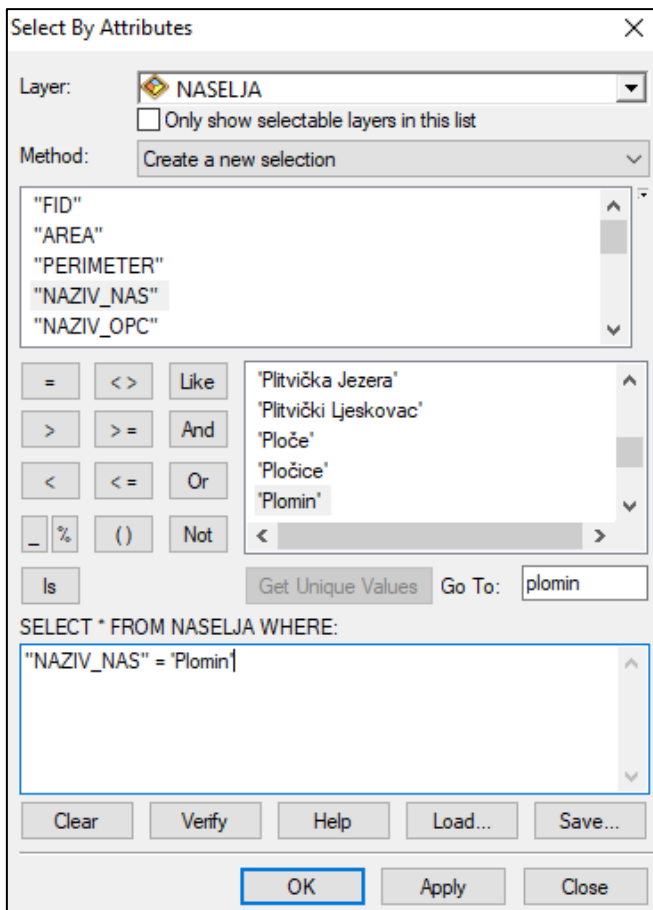 Select By Attributes
Layer: NASELJA
Only show selectable layers in this list
Method: Create a new selection
"FID"
"AREA"
"PERIMETER"
"NAZIV_NAS"
"NAZIV_OPC"
= < > Like
> > = And
< < = Or
_ % ( ) Not
Is
'Plitvička Jezera'
'Plitvički Ljeskovac'
'Ploče'
'Pločice'
'Plomin'
Get Unique Values Go To: plomin
SELECT * FROM NASELJA WHERE:
"NAZIV_NAS" = 'Plomin'
Clear Verify Help Load... Save...
OK Apply Close